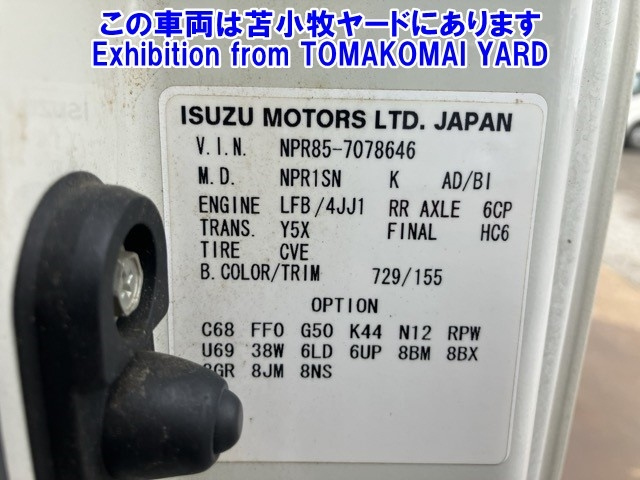 この車両は苫小牧ヤードにあります
Exhibition from TOMAKOMAI YARD
ISUZU MOTORS LTD. JAPAN
V.I.N. NPR85-7078646
M.D. NPR1SN K AD/BI
ENGINE LFB/4JJ1 RR AXLE 6CP
TRANS. Y5X FINAL HC6
TIRE CVE
B.COLOR/TRIM 729/155
OPTION
C68 FF0 G50 K44 N12 RPW
U69 38W 6LD 6UP 8BM 8BX
8JM 8NS